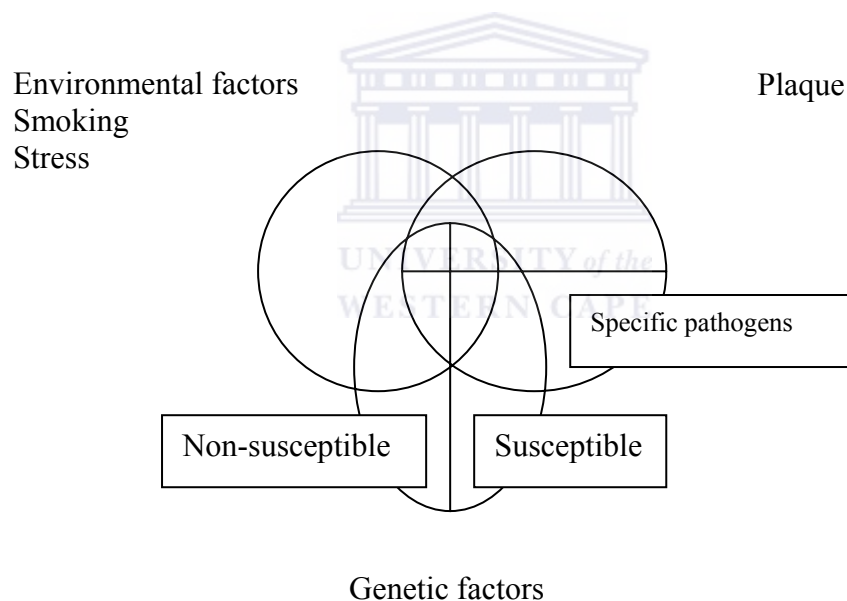 Environmental factors
Smoking
Stress
Plaque
UNIVERSITY of the
WESTERN CAPE
Specific pathogens
Non-susceptible
Susceptible
Genetic factors